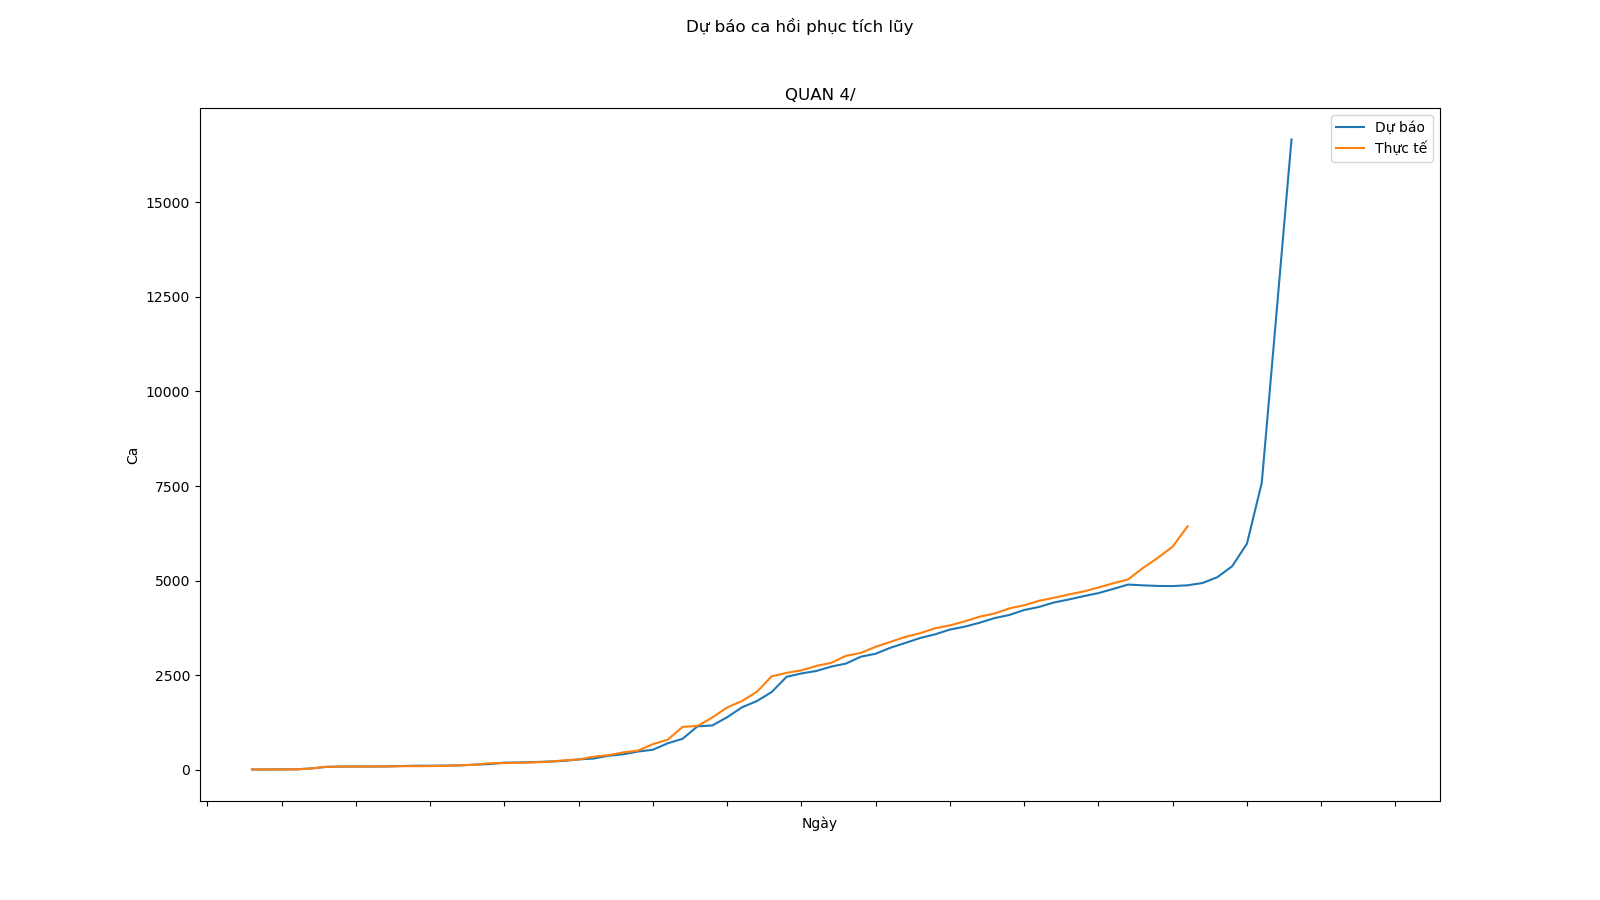 Dự báo ca hồi phục tích lũy
QUAN 4/
Dự báo
Thực tế
15000
12500
10000
7500
5000
2500
0
Ca
Ngày